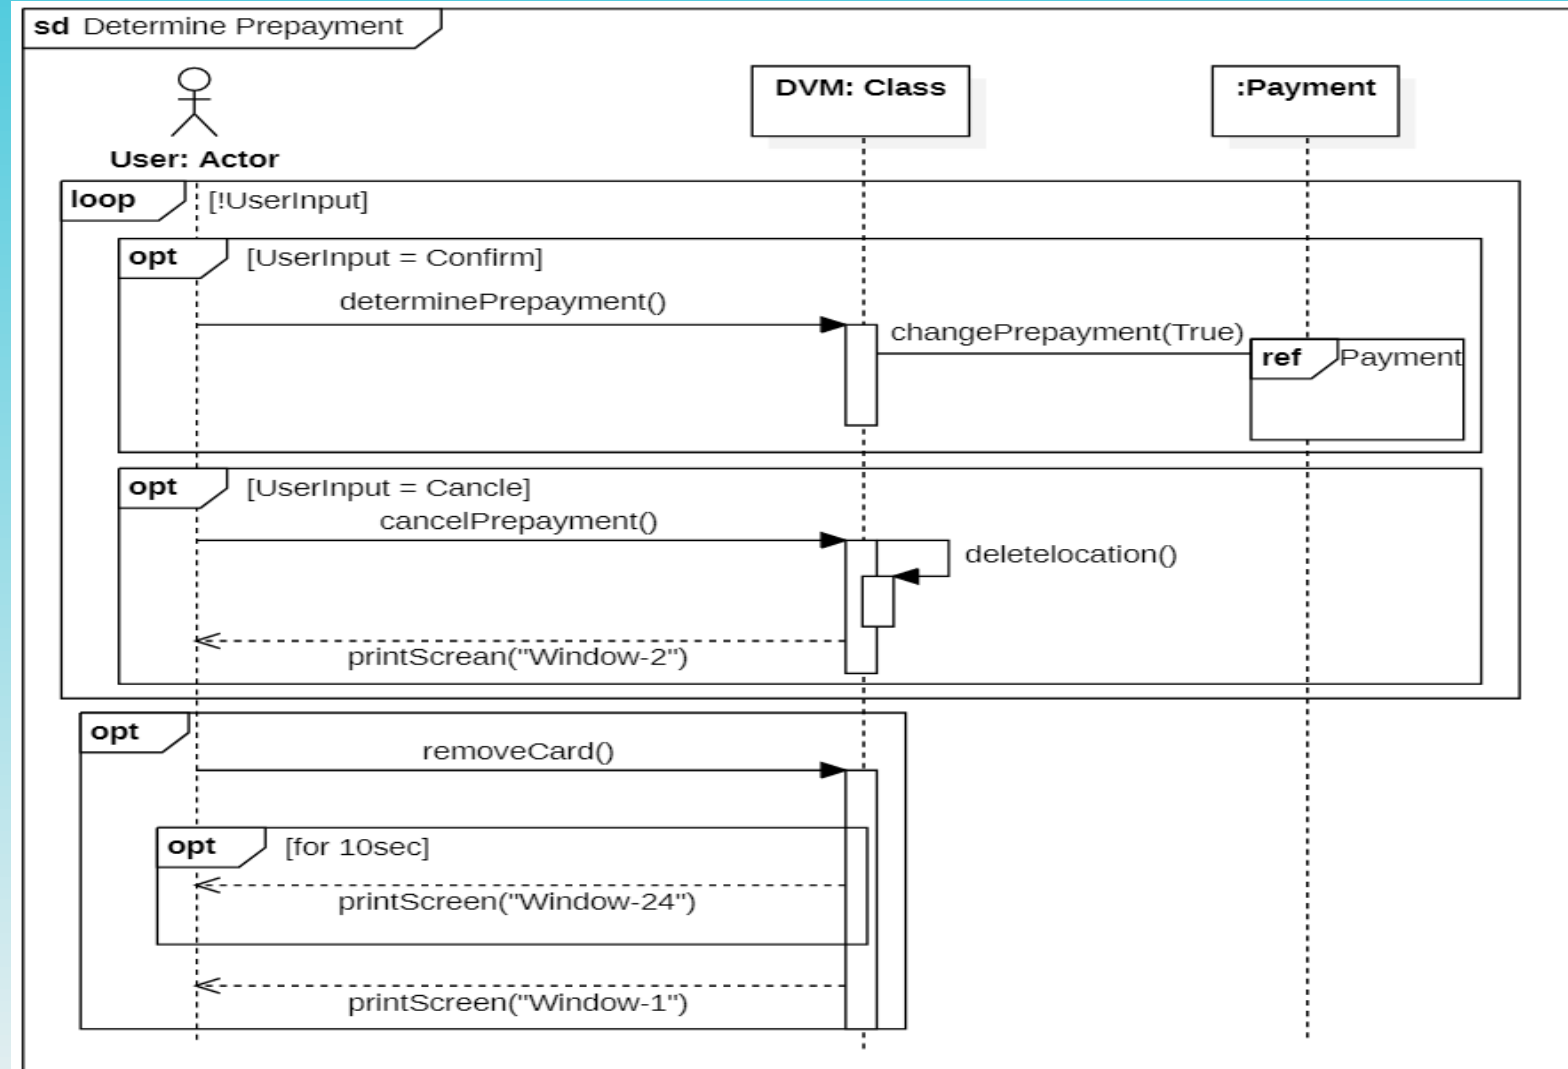 sd Determine Prepayment
User: Actor
DVM: Class
:Payment
loop [!UserInput]
opt [UserInput = Confirm]
determinePrepayment()
changePrepayment(True)
ref Payment
opt [UserInput = Cancle]
cancelPrepayment()
deletelocation()
printScrean("Window-2")
opt
removeCard()
opt [for 10sec]
printScreen("Window-24")
printScreen("Window-1")